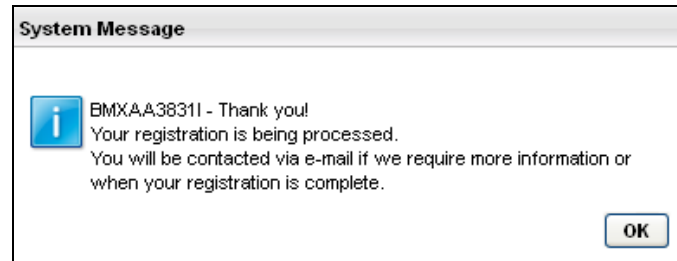 System Message
BMXAA3831I - Thank you!
Your registration is being processed.
You will be contacted via e-mail if we require more information or
when your registration is complete.
OK